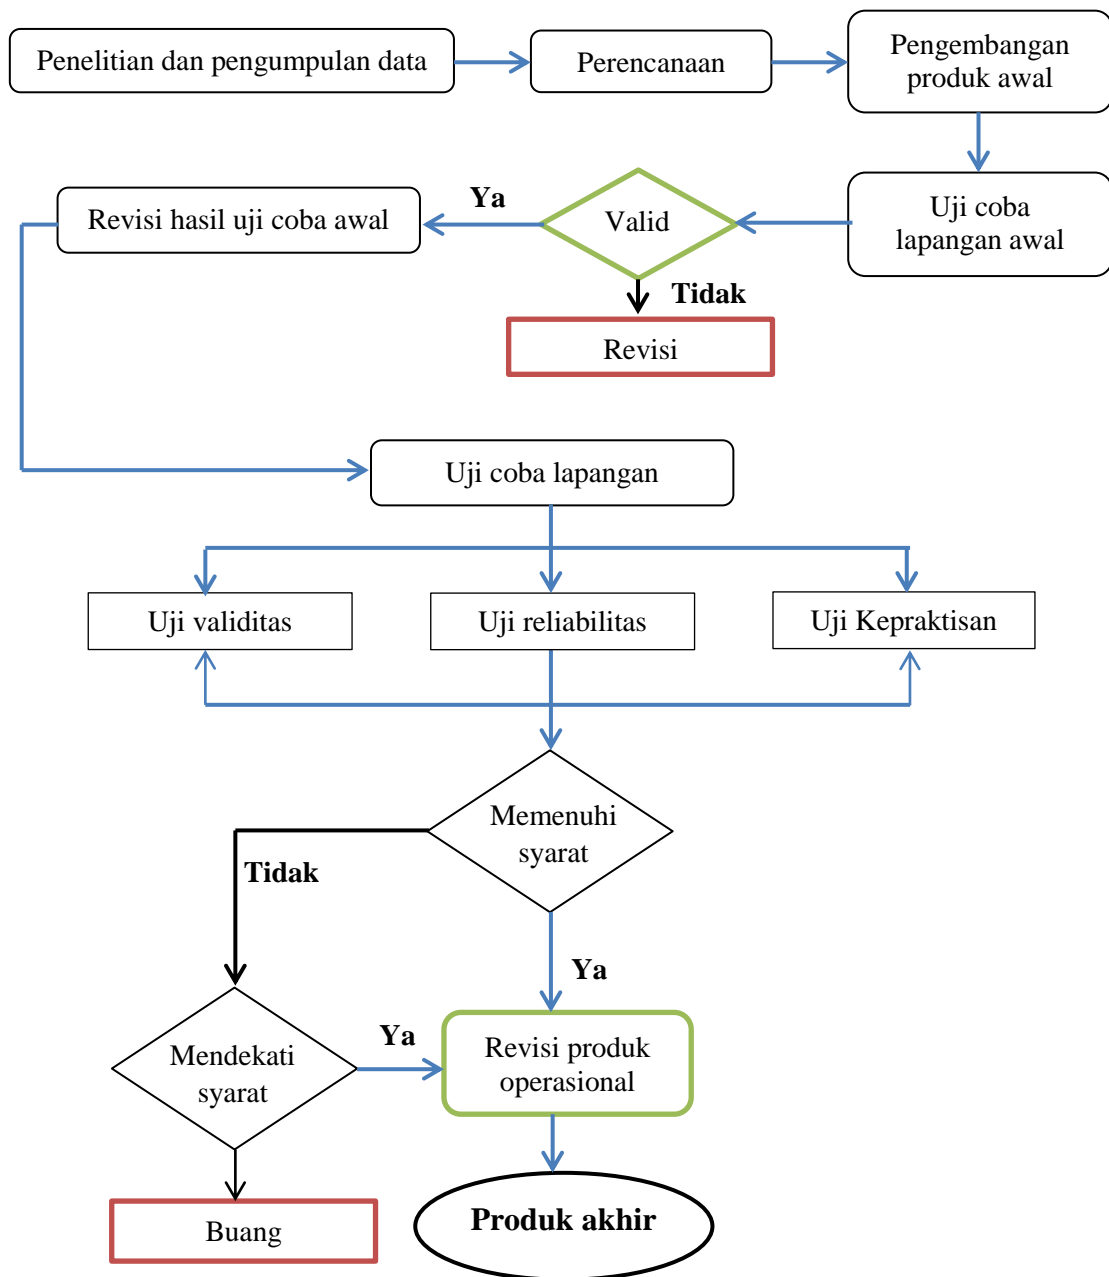 Penelitian dan pengumpulan data
Perencanaan
Pengembangan
produk awal
Revisi hasil uji coba awal
Ya
Valid
Uji coba
lapangan awal
Tidak
Revisi
Uji coba lapangan
Uji validitas
Uji reliabilitas
Uji Kepraktisan
Memenuhi
syarat
Tidak
Ya
Mendekati
syarat
Ya
Revisi produk
operasional
Buang
Produk akhir